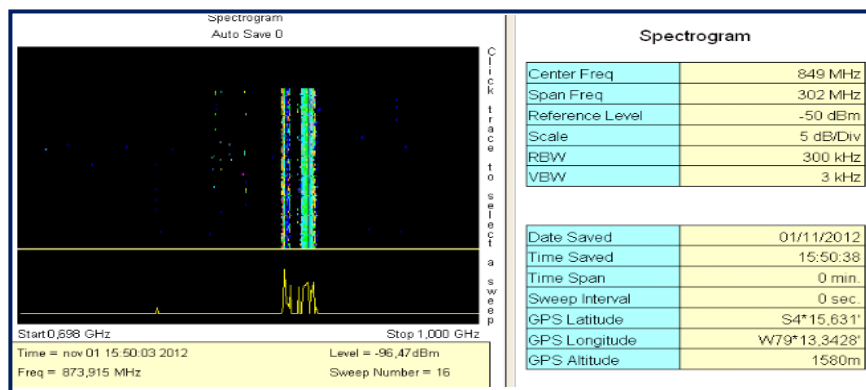 Spectrogram
Auto Save 0
Click trace to select a sweep
Start 0,698 GHz
Stop 1,000 GHz
Time = nov 01 15:50:03 2012
Level = -96,47dBm
Freq = 873,915 MHz
Sweep Number = 16
Spectrogram
Center Freq 849 MHz
Span Freq 302 MHz
Reference Level -50 dBm
Scale 5 dB/Div
RBW 300 kHz
VBW 3 kHz
Date Saved 01/11/2012
Time Saved 15:50:38
Time Span 0 min.
Sweep Interval 0 sec.
GPS Latitude S4*15,631'
GPS Longitude W79*13,3428'
GPS Altitude 1580m